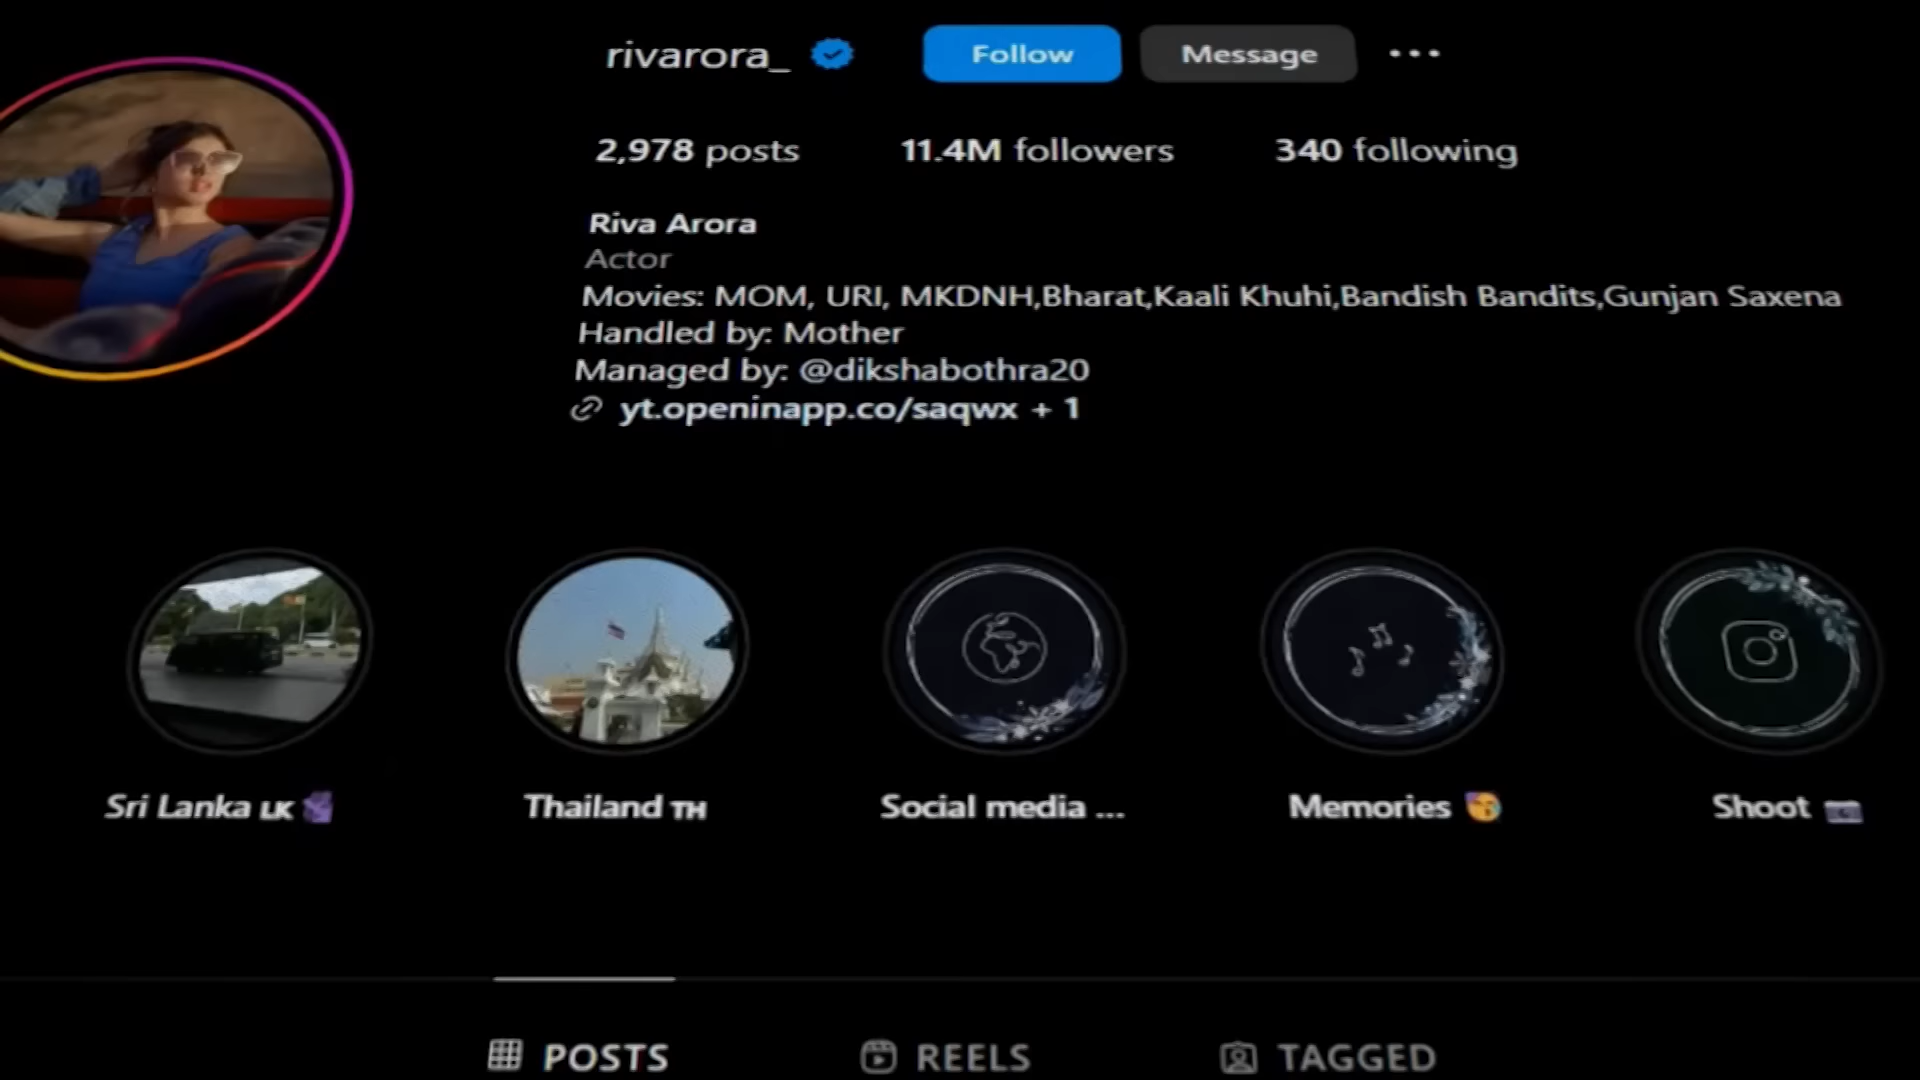 rivarora_ Follow Message
2,978 posts 11.4M followers 340 following
Riva Arora
Actor
Movies: MOM, URI, MKDNH,Bharat,Kaali Khuhi,Bandish Bandits,Gunjan Saxena
Handled by: Mother
Managed by: @dikshabothra20
yt.openinapp.co/saqwx + 1
Sri Lanka LK Thailand TH Social media ... Memories Shoot
POSTS REELS TAGGED